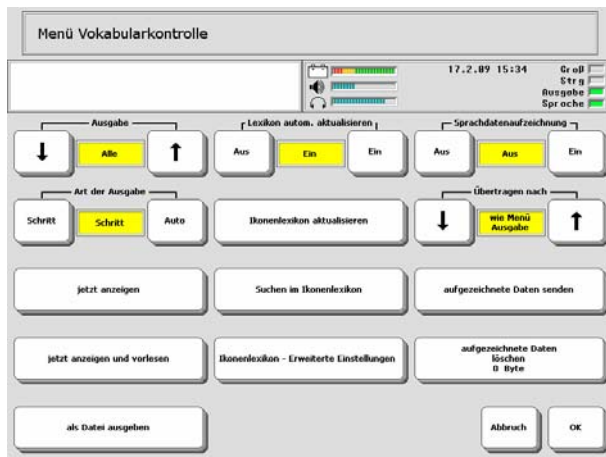 Menü Vokabularkontrolle
17.2.09 15:34
Groß
Strg
Ausgabe
Sprache
Ausgabe
Lexikon autom. aktualisieren
Sprachdatenaufzeichnung
Alle
Aus
Ein
Ein
Aus
Aus
Ein
Art der Ausgabe
Übertragen nach
Schritt
Schritt
Auto
Ikonenlexikon aktualisieren
wie Menü
Ausgabe
jetzt anzeigen
Suchen im Ikonenlexikon
aufgezeichnete Daten senden
jetzt anzeigen und vorlesen
Ikonenlexikon - Erweiterte Einstellungen
aufgezeichnete Daten
löschen
0 Byte
als Datei ausgeben
Abbruch
OK